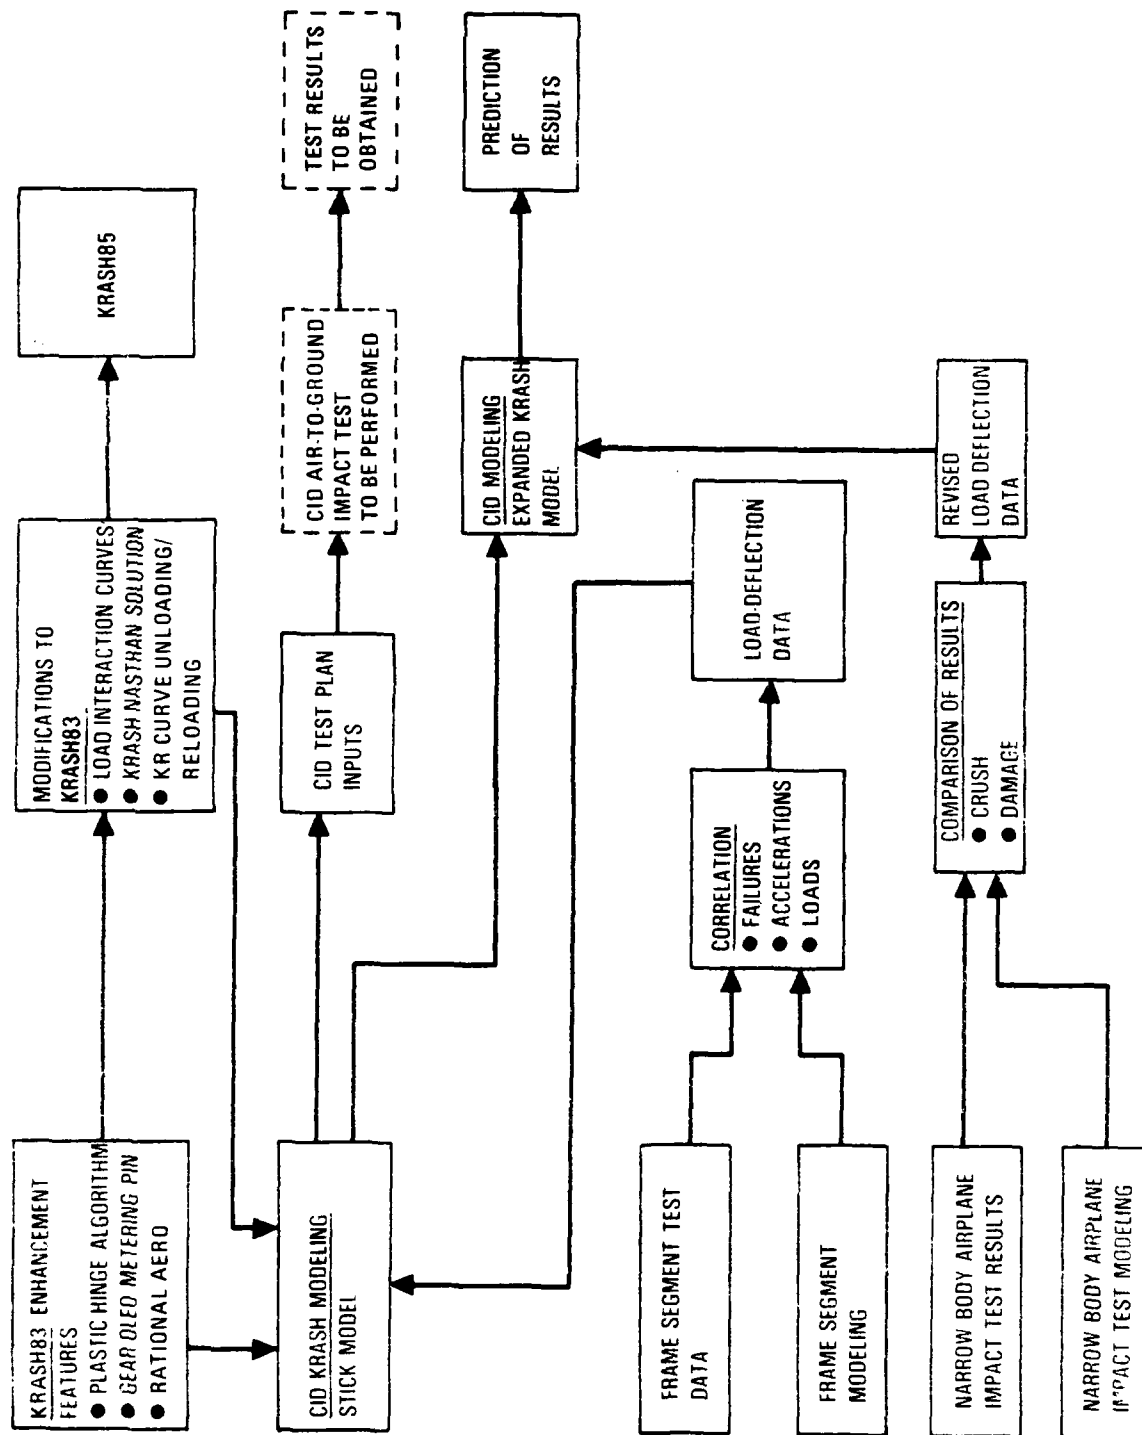 KRASH83 ENHANCEMENT
FEATURES
● PLASTIC HINGE ALGORITHM
● GEAR OLEO METERING PIN
● RATIONAL AERO
MODIFICATIONS TO
KRASH83
● LOAD INTERACTION CURVES
● KRASH NASTRAN SOLUTION
● KR CURVE UNLOADING/
RELOADING
KRASH85
CID KRASH MODELING
STICK MODEL
CID TEST PLAN
INPUTS
CID AIR-TO-GROUND
IMPACT TEST
TO BE PERFORMED
TEST RESULTS
TO BE
OBTAINED
CID MODELING
EXPANDED KRASH
MODEL
PREDICTION
OF
RESULTS
FRAME SEGMENT TEST
DATA
FRAME SEGMENT
MODELING
CORRELATION
● FAILURES
● ACCELERATIONS
● LOADS
LOAD-DEFLECTION
DATA
NARROW BODY AIRPLANE
IMPACT TEST RESULTS
NARROW BODY AIRPLANE
IMPACT TEST MODELING
COMPARISON OF RESULTS
● CRUSH
● DAMAGE
REVISED
LOAD DEFLECTION
DATA